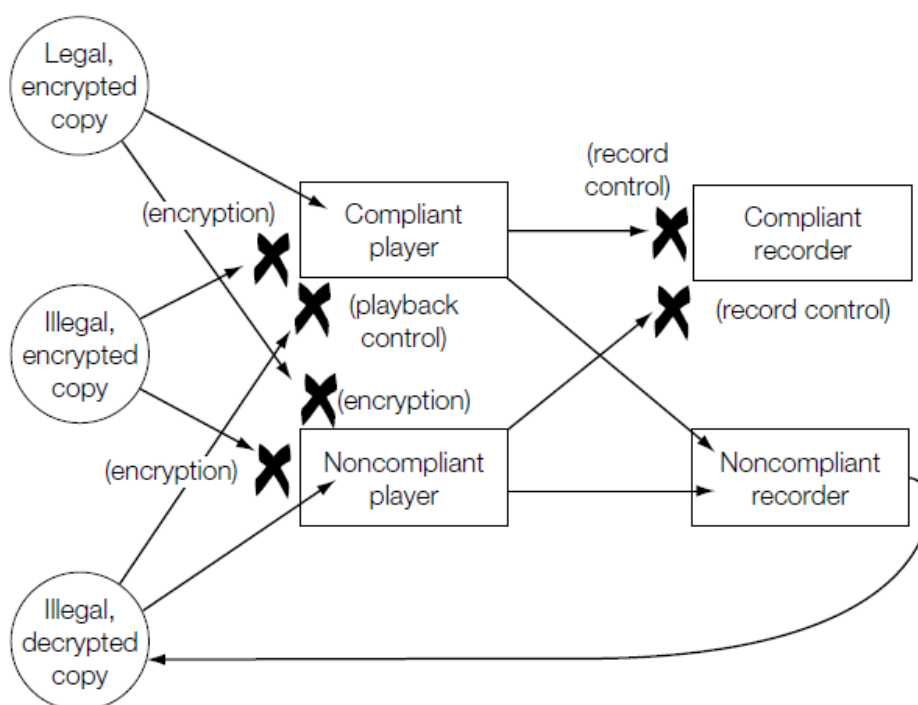 Legal,
encrypted
copy
(record
control)
(encryption)
Compliant
player
Compliant
recorder
Illegal,
encrypted
copy
(playback
control)
(record control)
(encryption)
(encryption)
Noncompliant
player
Noncompliant
recorder
Illegal,
decrypted
copy